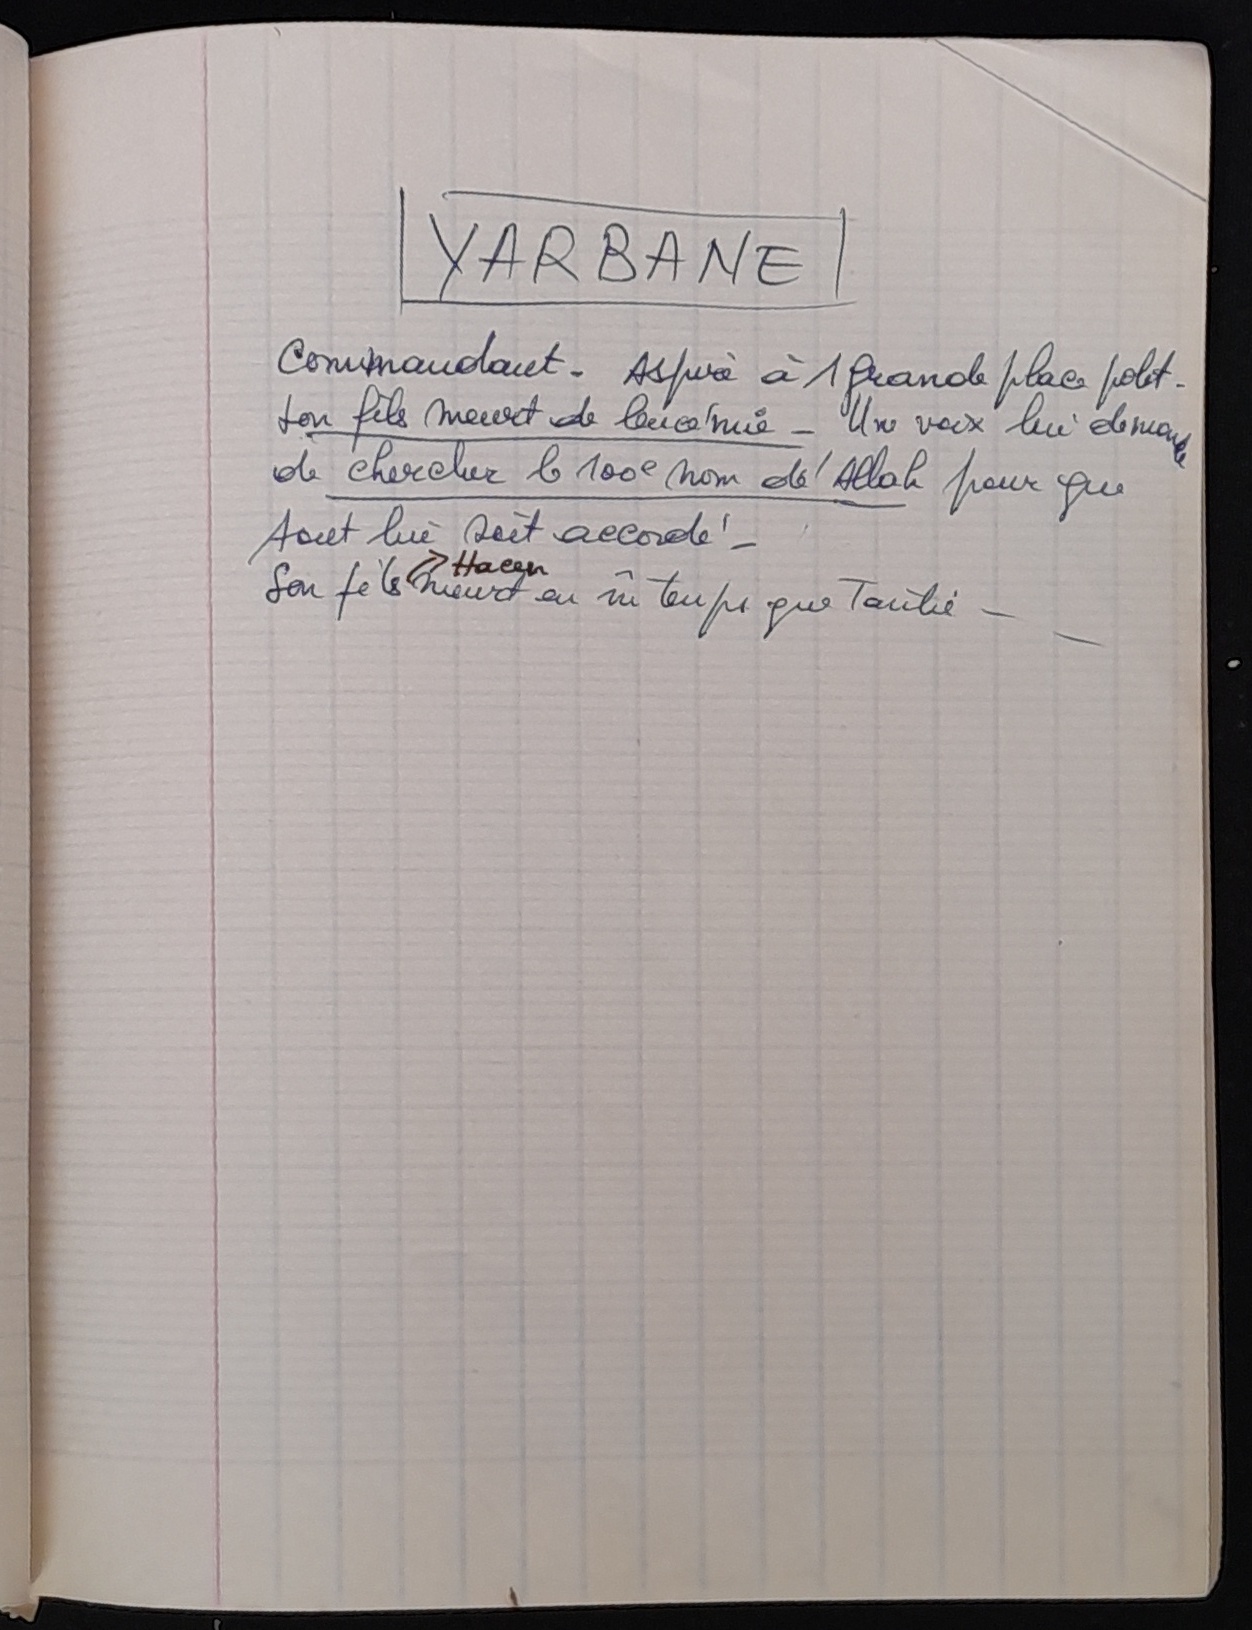 YARBANE
Commandant - Aspire à 1 grande place polit-
son fils meurt de leucémie - Une voix lui demande
de chercher le 100e nom de Allah pour que
tout lui soit accordé -
Hacen
Son fils meurt en m̂ temps que -